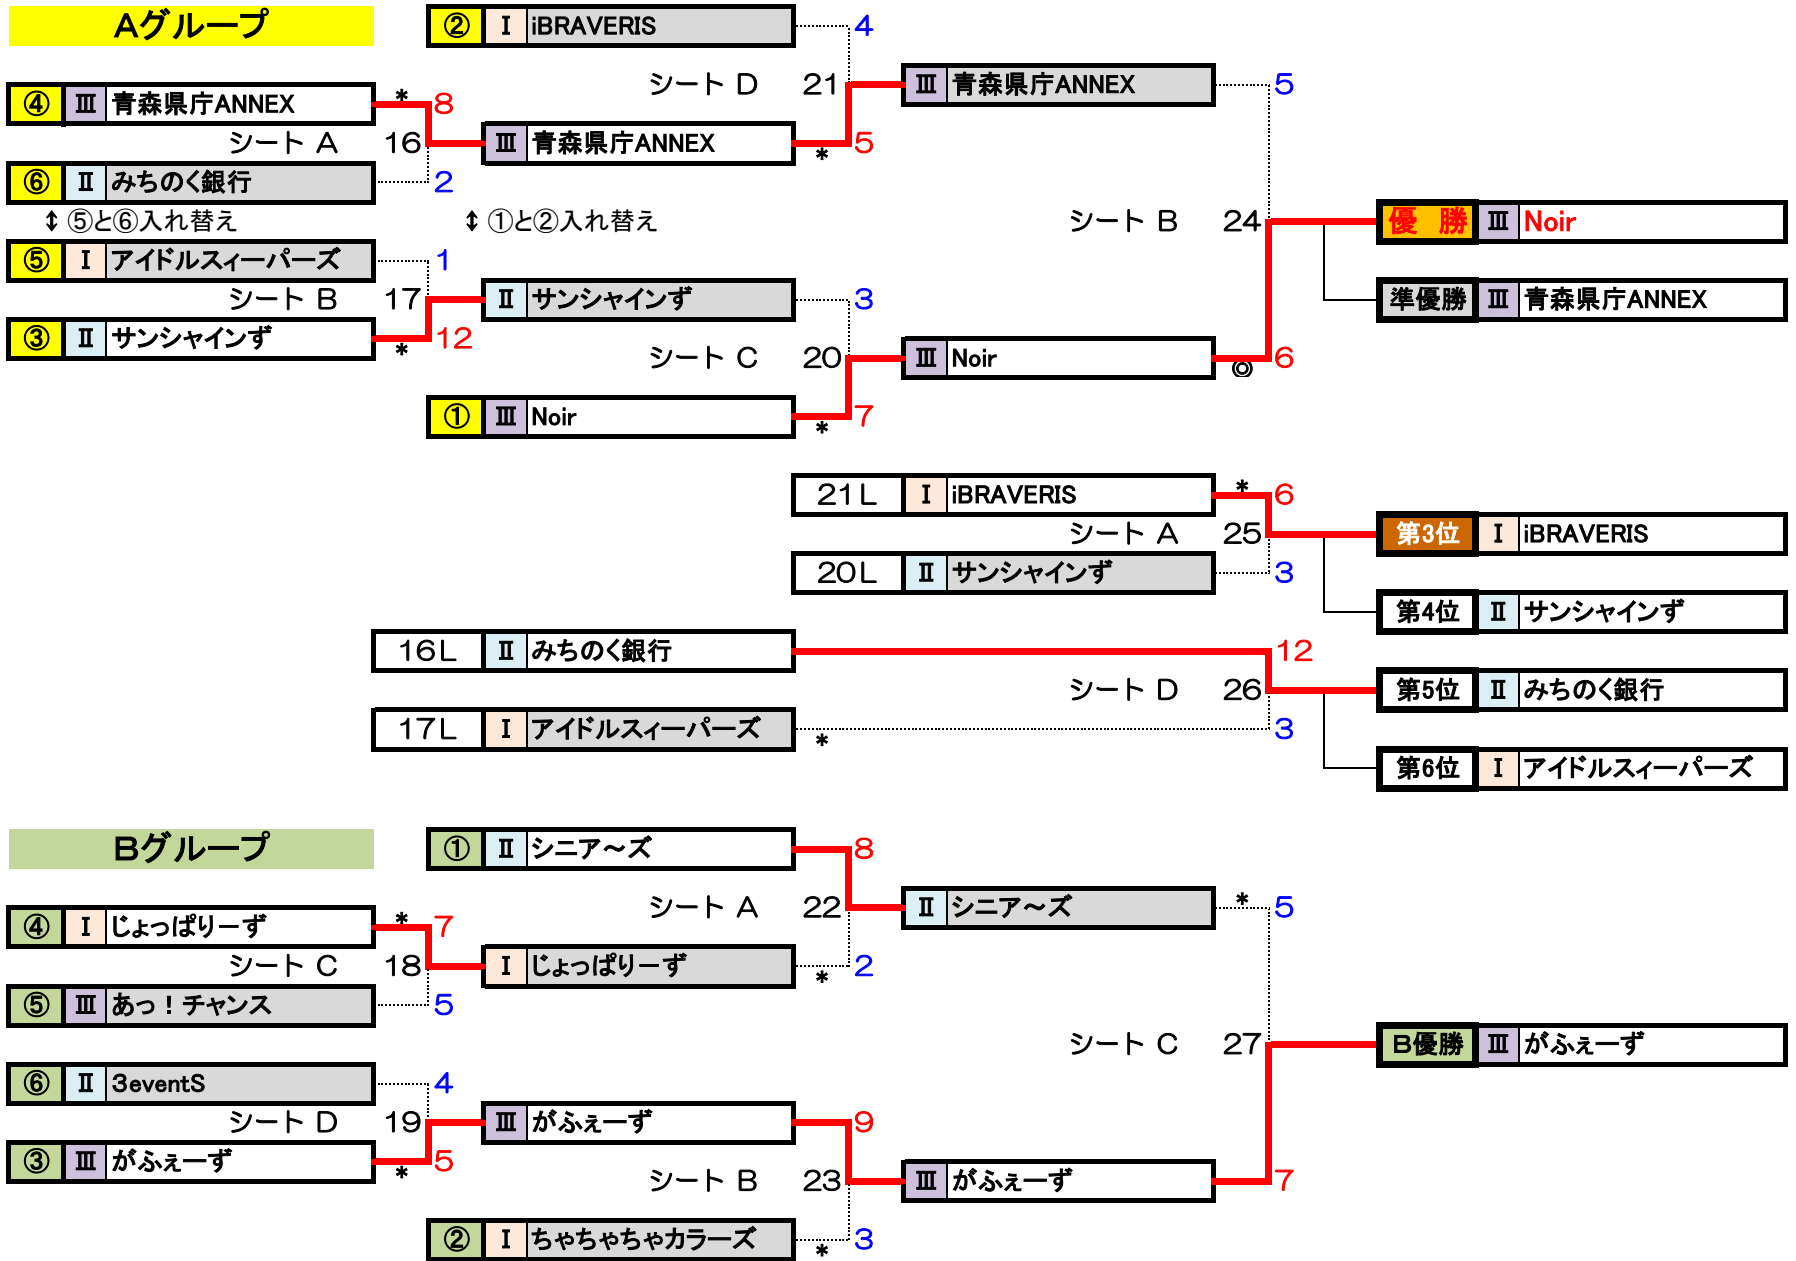 Aグループ
② I iBRAVERIS 4
シート D 21
III 青森県庁ANNEX 5
④ III 青森県庁ANNEX * 8
シート A 16
III 青森県庁ANNEX * 5
⑥ II みちのく銀行 2
↕ ⑤と⑥入れ替え ↕ ①と②入れ替え
シート B 24
優 勝 III Noir
⑤ I アイドルスィーパーズ 1
シート B 17
II サンシャインず 3
準優勝 III 青森県庁ANNEX
③ II サンシャインず * 12
シート C 20
III Noir ◎ 6
① III Noir * 7
21L I iBRAVERIS * 6
シート A 25
第3位 I iBRAVERIS
20L II サンシャインず 3
第4位 II サンシャインず
16L II みちのく銀行 12
シート D 26
第5位 II みちのく銀行
17L I アイドルスィーパーズ * 3
第6位 I アイドルスィーパーズ
Bグループ
① II シニア～ズ 8
シート A 22
II シニア～ズ * 5
④ I じょっぱりーず * 7
シート C 18
I じょっぱりーず * 2
⑤ III あっ！チャンス 5
シート C 27
B優勝 III がふぇーず
⑥ II 3eventS 4
シート D 19
III がふぇーず 9
③ III がふぇーず * 5
シート B 23
III がふぇーず 7
② I ちゃちゃちゃカラーズ * 3